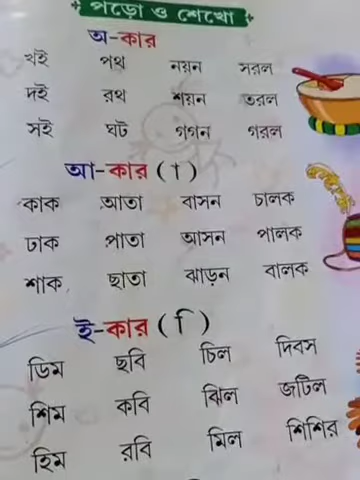 পড়ো ও শেখো
অ-কার
খই পথ নয়ন সরল
দই রথ শয়ন তরল
সই ঘট গগন গরল
আ-কার (া)
কাক আতা বাসন চালক
ঢাক পাতা আসন পালক
শাক ছাতা ঝাড়ন বালক
ই-কার (ি)
ডিম ছবি চিল দিবস
শিম কবি ঝিল জটিল
হিম রবি মিল শিশির